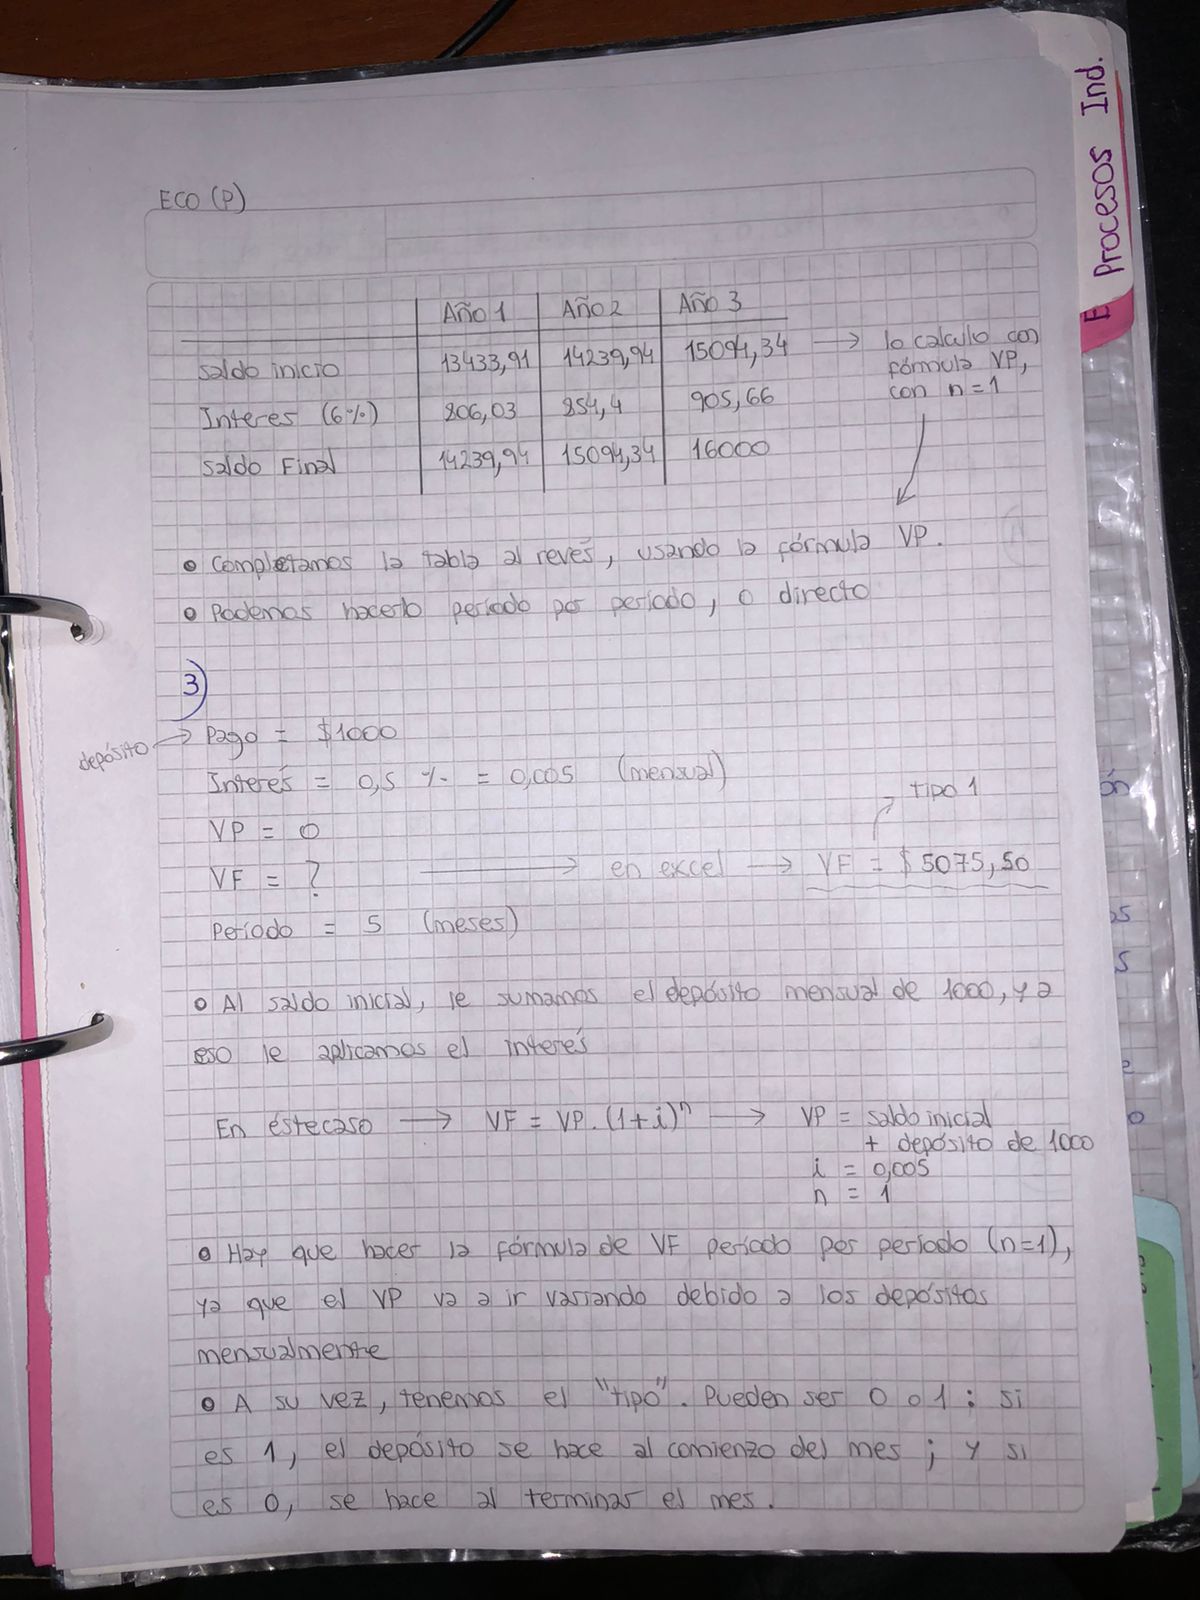 Procesos Ind.
ECO (P)
Año 1 Año 2 Año 3
saldo inicio 13433,91 14239,94 15094,34 → lo calculo con
fórmula VP,
con n=1
Interes (6%) 806,03 854,4 905,66
Saldo Final 14239,94 15094,34 16000
• Completamos la tabla al revés, usando la fórmula VP.
• Podemos hacerlo período por período, o directo
3)
depósito → Pago = $1000
Interés = 0,5 % = 0,005 (mensual)
tipo 1
VP = 0
VF = ? → en excel → VF = $5075,50
Período = 5 (meses)
• Al saldo inicial, le sumamos el depósito mensual de 1000, y a
eso le aplicamos el interés
En éste caso → VF = VP.(1+i)ⁿ → VP = saldo inicial
+ depósito de 1000
i = 0,005
n = 1
• Hay que hacer la fórmula de VF período por período (n=1),
ya que el VP va a ir variando debido a los depósitos
mensualmente
• A su vez, tenemos el "tipo". Pueden ser 0 o 1: si
es 1, el depósito se hace al comienzo del mes; y si
es 0, se hace al terminar el mes.